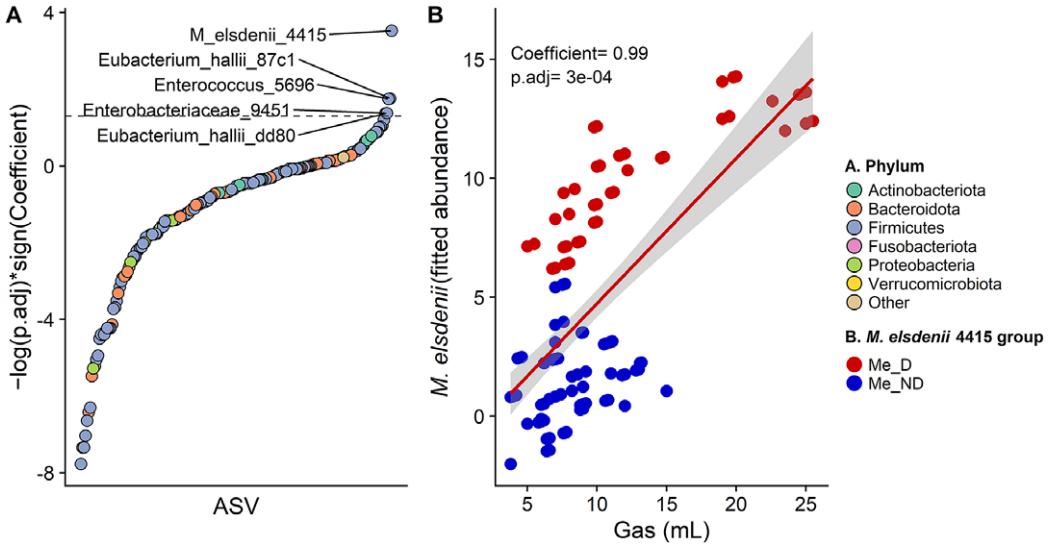 A
−log(p.adj)*sign(Coefficient)
4
0
-4
-8
M_elsdenii_4415
Eubacterium_hallii_87c1
Enterococcus_5696
Enterobacteriaceae_9451
Eubacterium_hallii_dd80
ASV
B
M. elsdenii(fitted abundance)
15
10
5
0
Coefficient= 0.99
p.adj= 3e-04
5
10
15
20
25
Gas (mL)
A. Phylum
Actinobacteriota
Bacteroidota
Firmicutes
Fusobacteriota
Proteobacteria
Verrucomicrobiota
Other
B. M. elsdenii 4415 group
Me_D
Me_ND